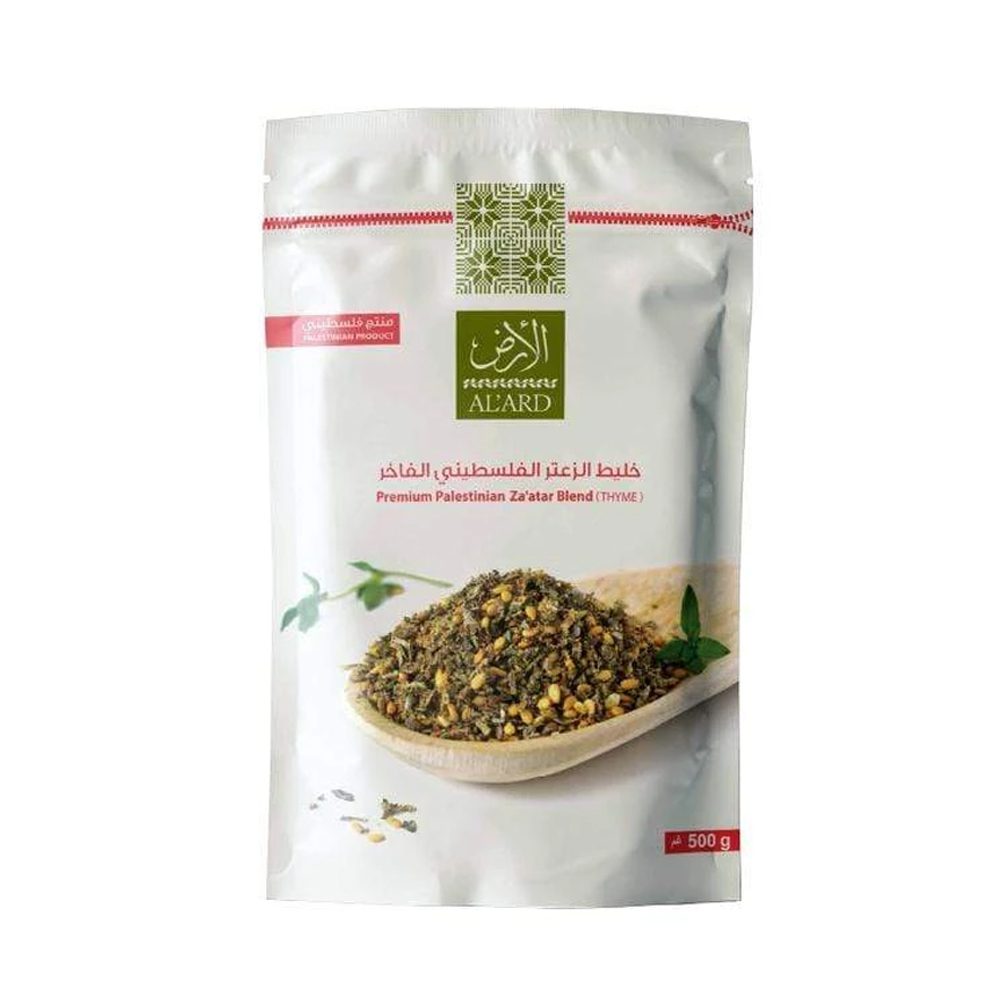 منتج فلسطيني
PALESTINIAN PRODUCT
الأرض
AL'ARD
خليط الزعتر الفلسطيني الفاخر
Premium Palestinian Za'atar Blend (THYME)
500 g غم